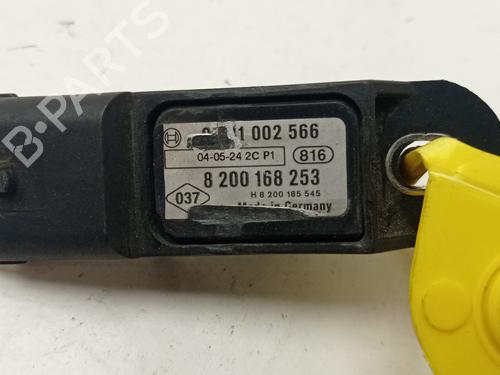 1 002 566
04-05-24 2C P1 816
8 200 168 253
037 H 8 200 185 545
Made in Germany